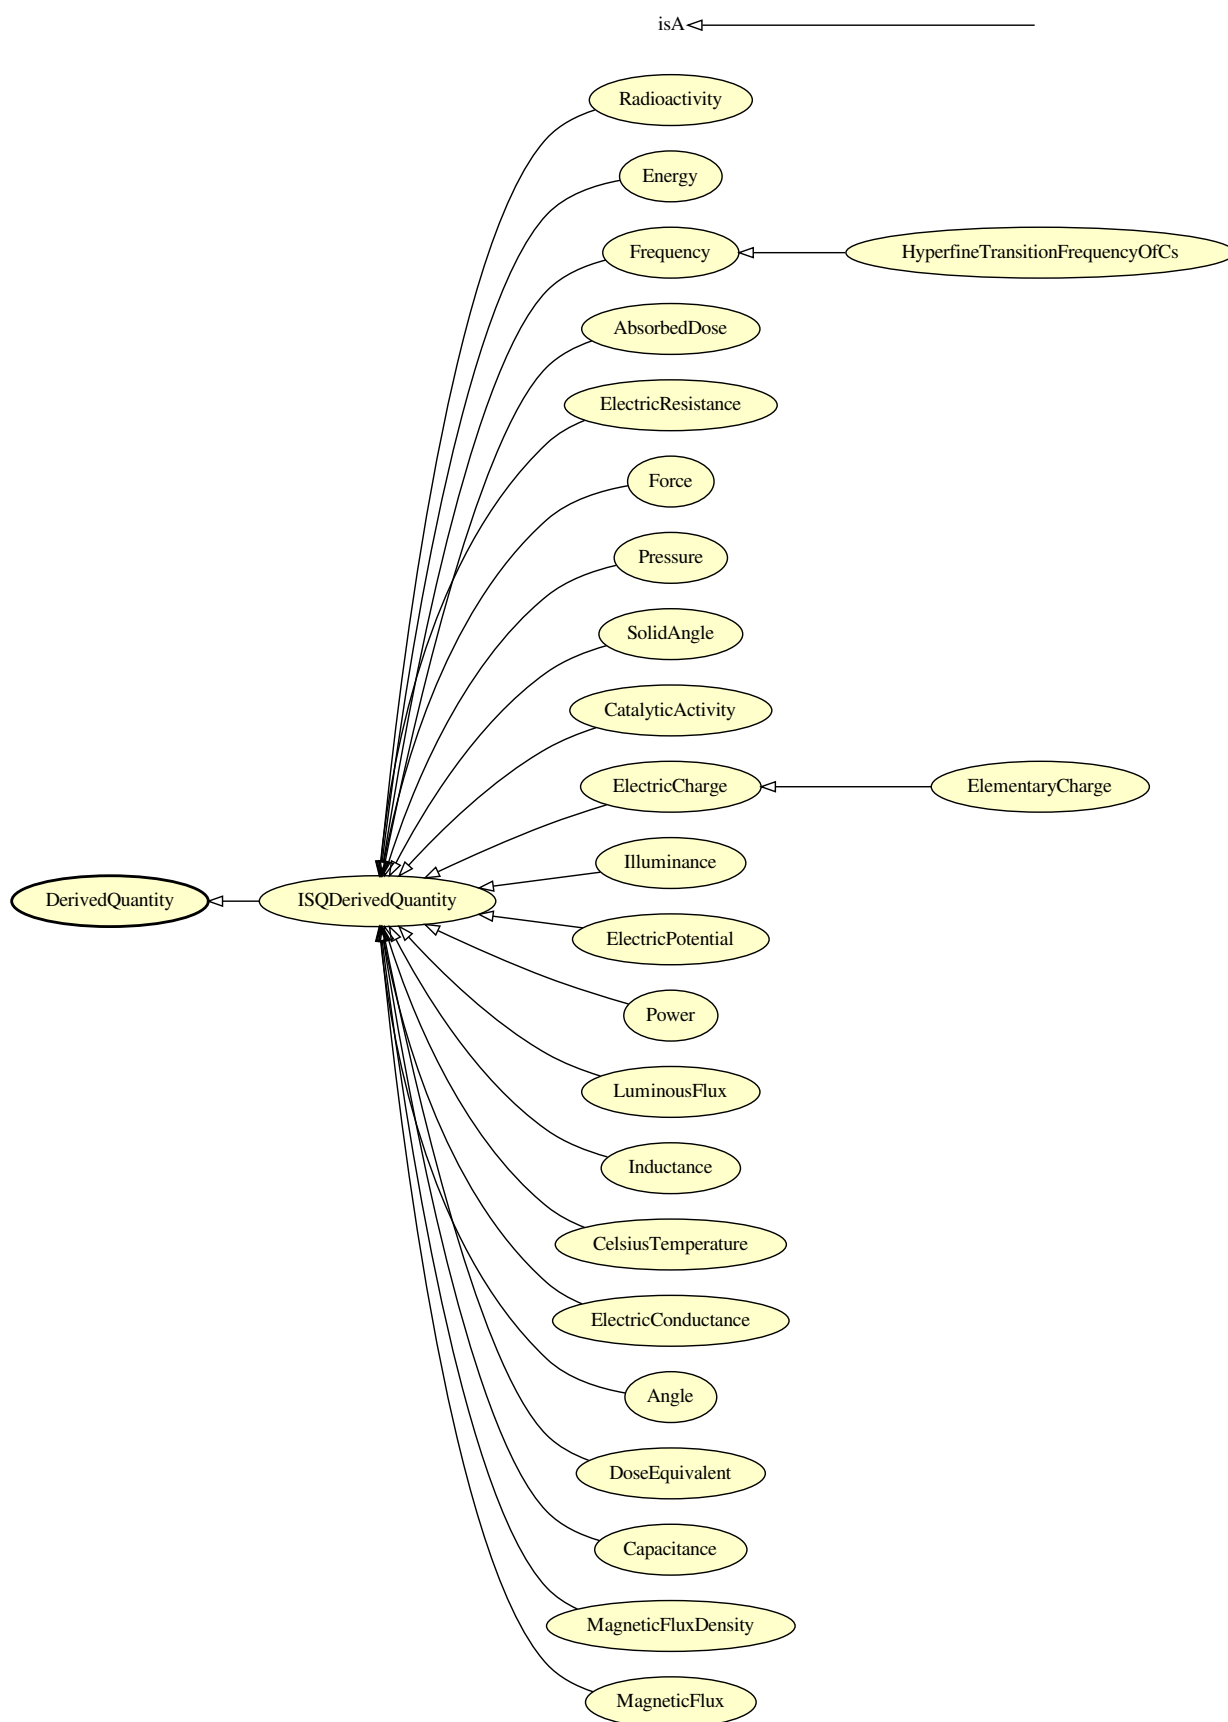 isA
Radioactivity
Energy
Frequency
HyperfineTransitionFrequencyOfCs
AbsorbedDose
ElectricResistance
Force
Pressure
SolidAngle
CatalyticActivity
ElectricCharge
ElementaryCharge
Illuminance
DerivedQuantity
ISQDerivedQuantity
ElectricPotential
Power
LuminousFlux
Inductance
CelsiusTemperature
ElectricConductance
Angle
DoseEquivalent
Capacitance
MagneticFluxDensity
MagneticFlux